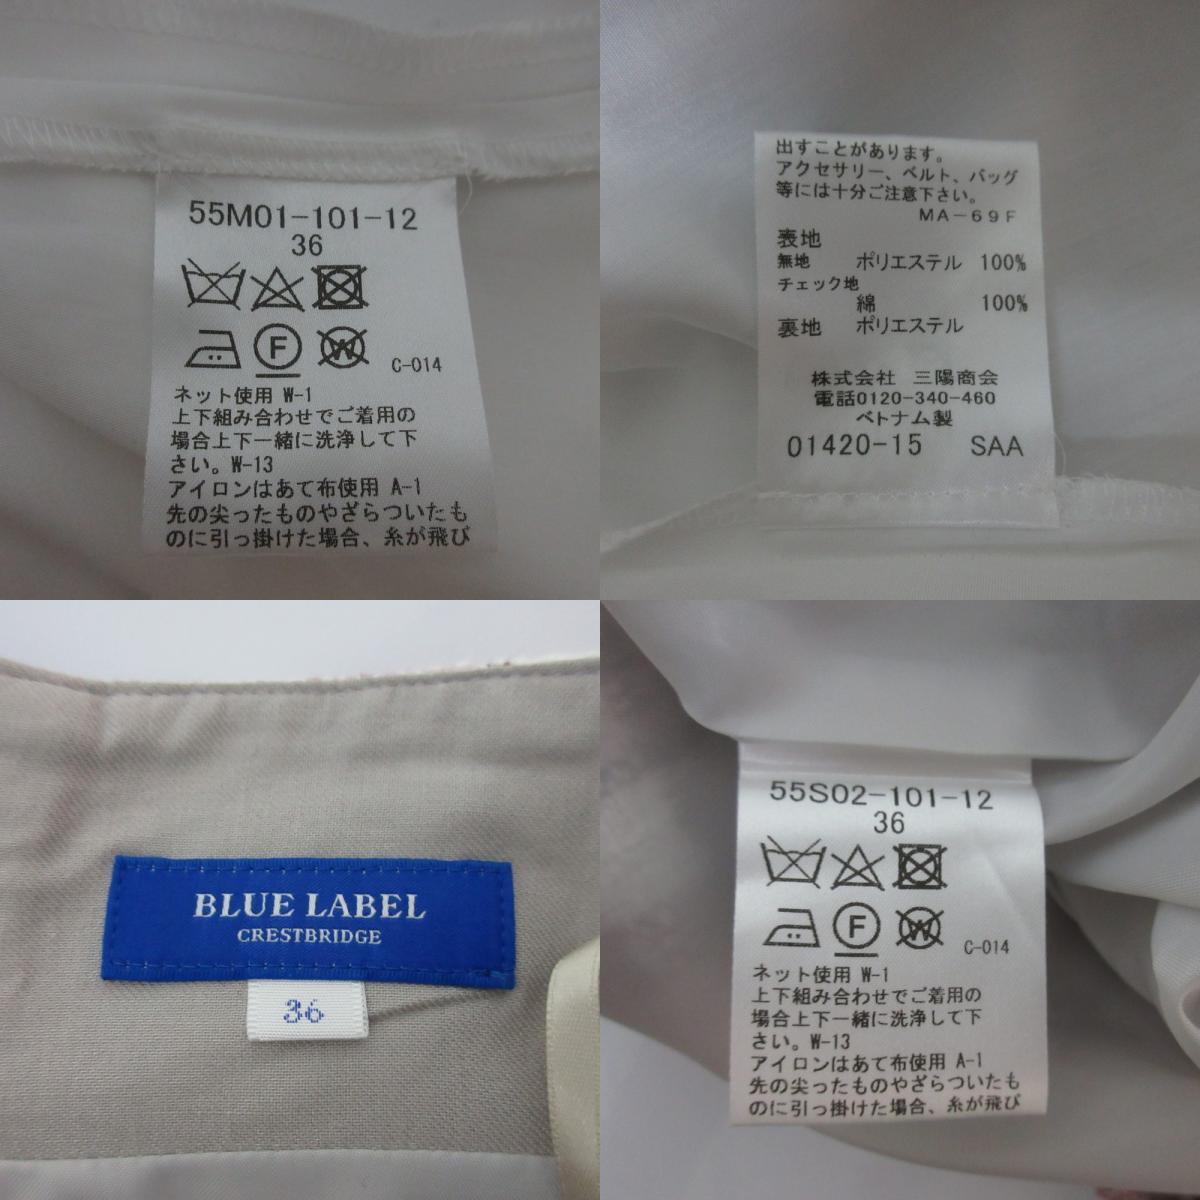 55M01-101-12
36
F
W
C-014
ネット使用 W-1
上下組み合わせでご着用の
場合上下一緒に洗浄して下
さい。W-13
アイロンはあて布使用 A-1
先の尖ったものやざらついたも
のに引っ掛けた場合、糸が飛び
出すことがあります。
アクセサリー、ベルト、バッグ
等には十分ご注意下さい。
MA-69F
表地
無地 ポリエステル 100%
チェック地
綿 100%
裏地 ポリエステル
株式会社 三陽商会
電話0120-340-460
ベトナム製
01420-15 SAA
BLUE LABEL
CRESTBRIDGE
36
55S02-101-12
36
F
W
C-014
ネット使用 W-1
上下組み合わせでご着用の
場合上下一緒に洗浄して下
さい。W-13
アイロンはあて布使用 A-1
先の尖ったものやざらついたも
のに引っ掛けた場合、糸が飛び